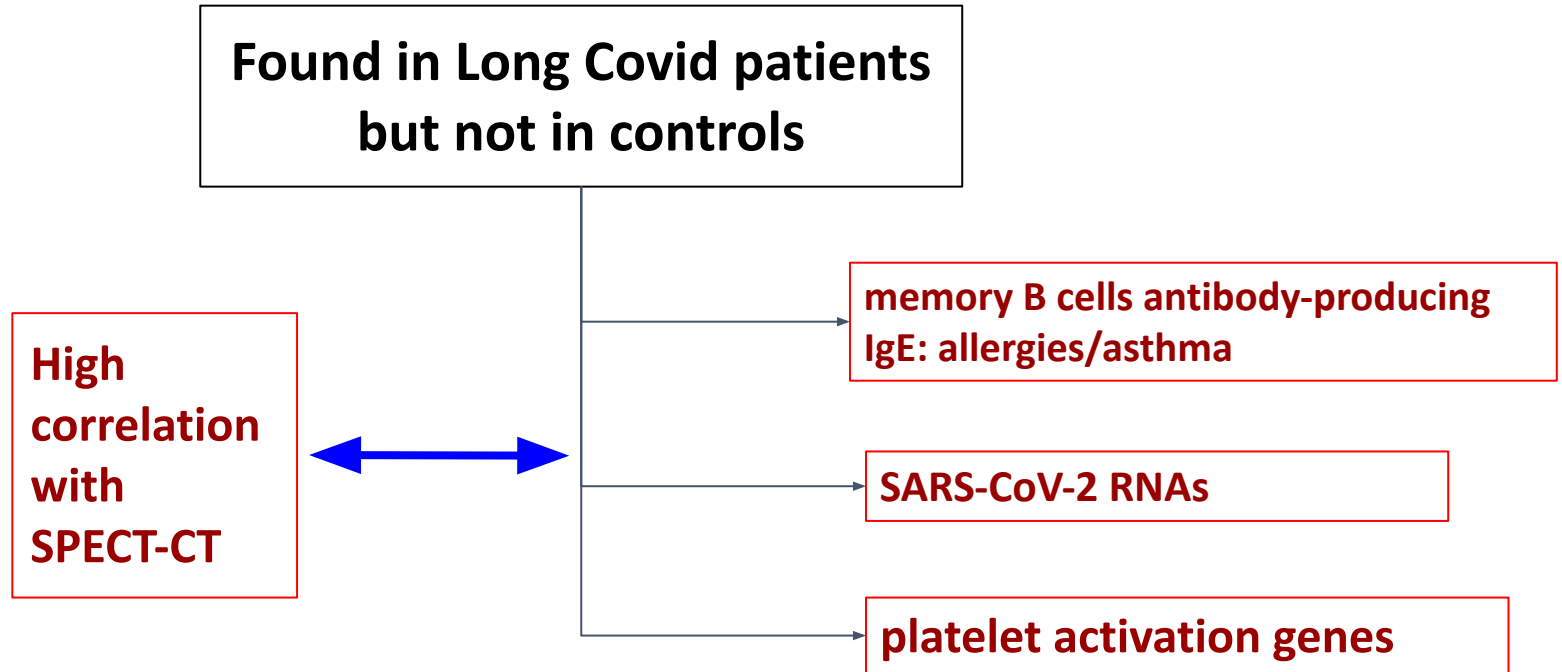 Found in Long Covid patients
but not in controls
memory B cells antibody-producing
IgE: allergies/asthma
High
correlation
with
SPECT-CT
SARS-CoV-2 RNAs
platelet activation genes